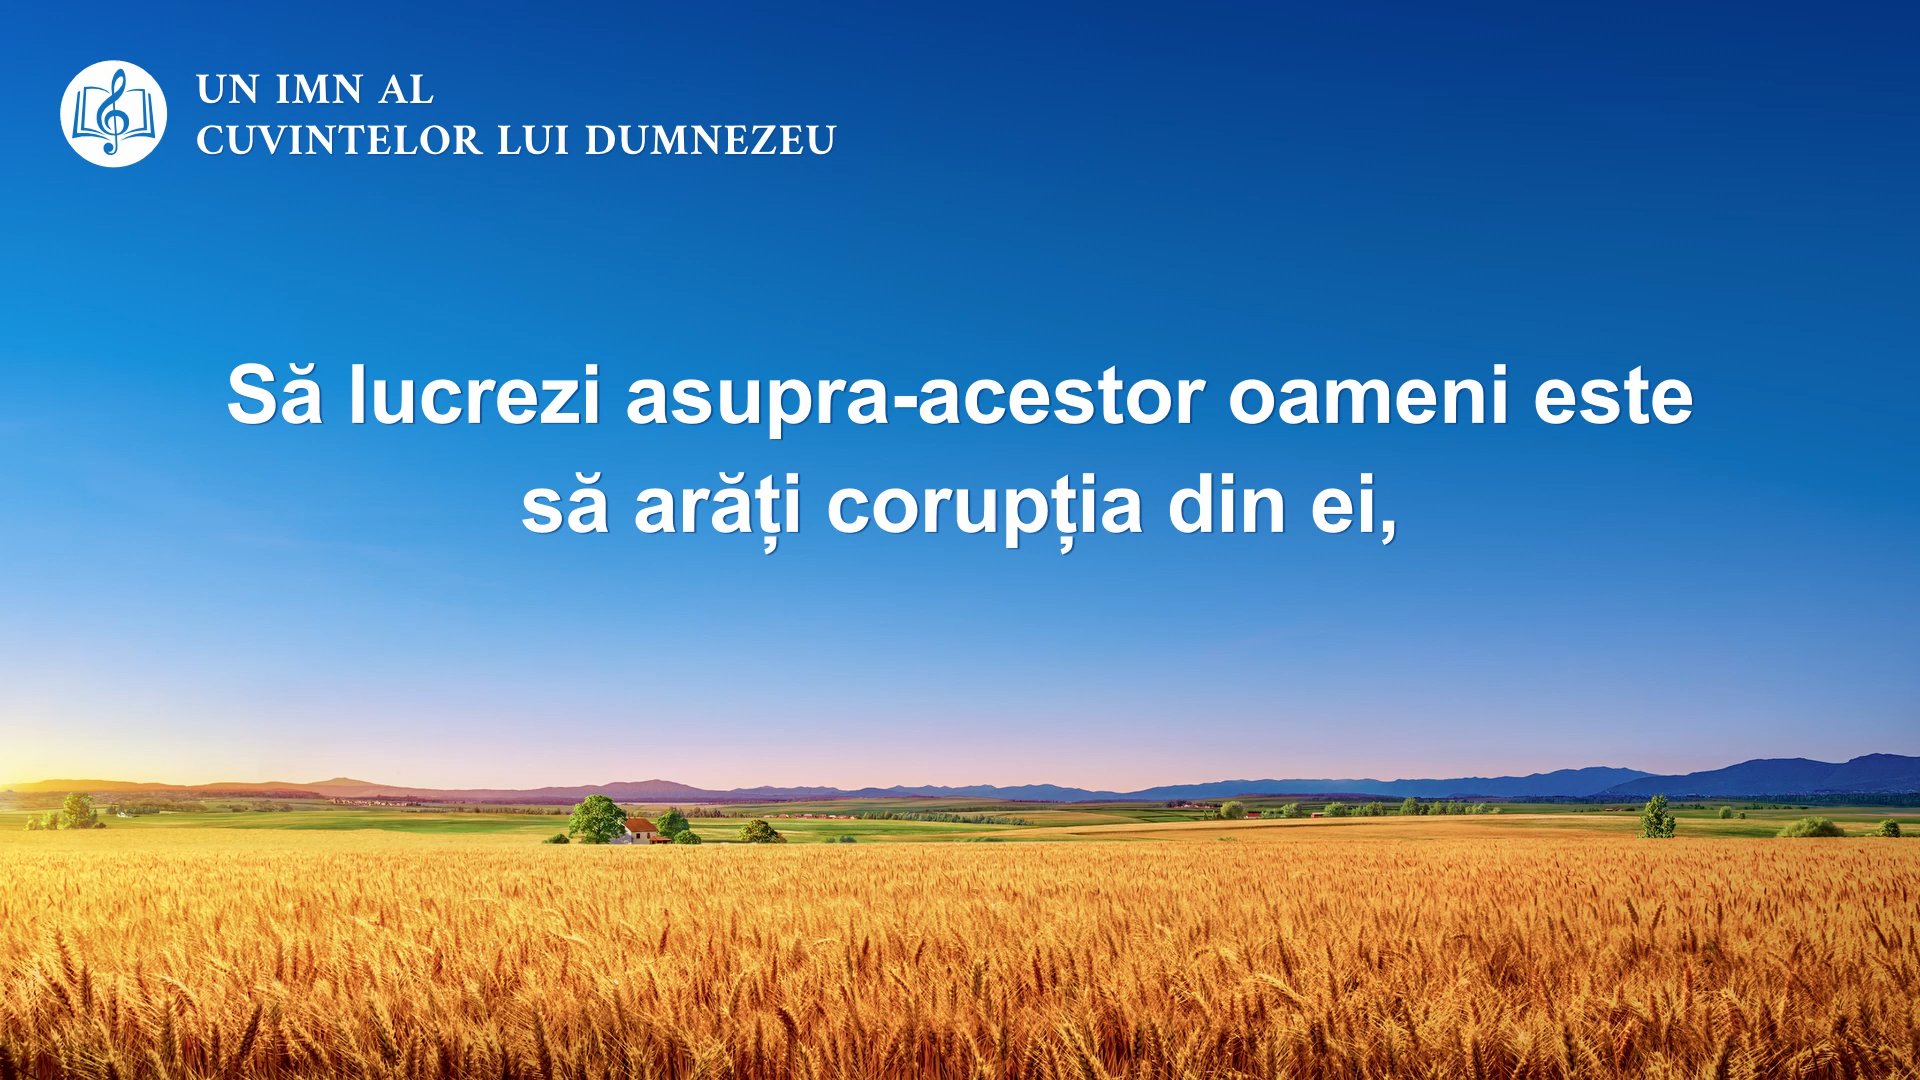 UN IMN AL
CUVINTELOR LUI DUMNEZEU
Să lucrezi asupra-acestor oameni este
să arăți corupția din ei,